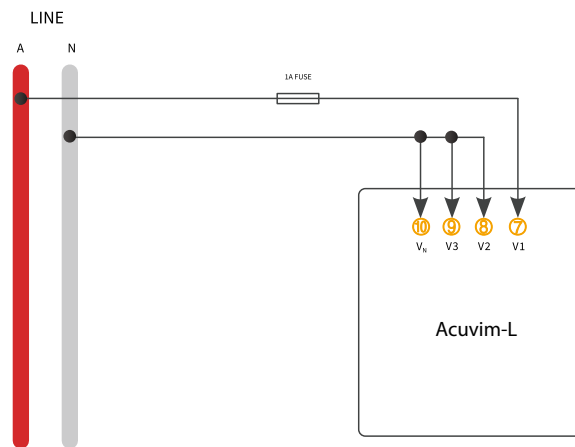 LINE
A N
1A FUSE
⑩ ⑨ ⑧ ⑦
VN V3 V2 V1
Acuvim-L